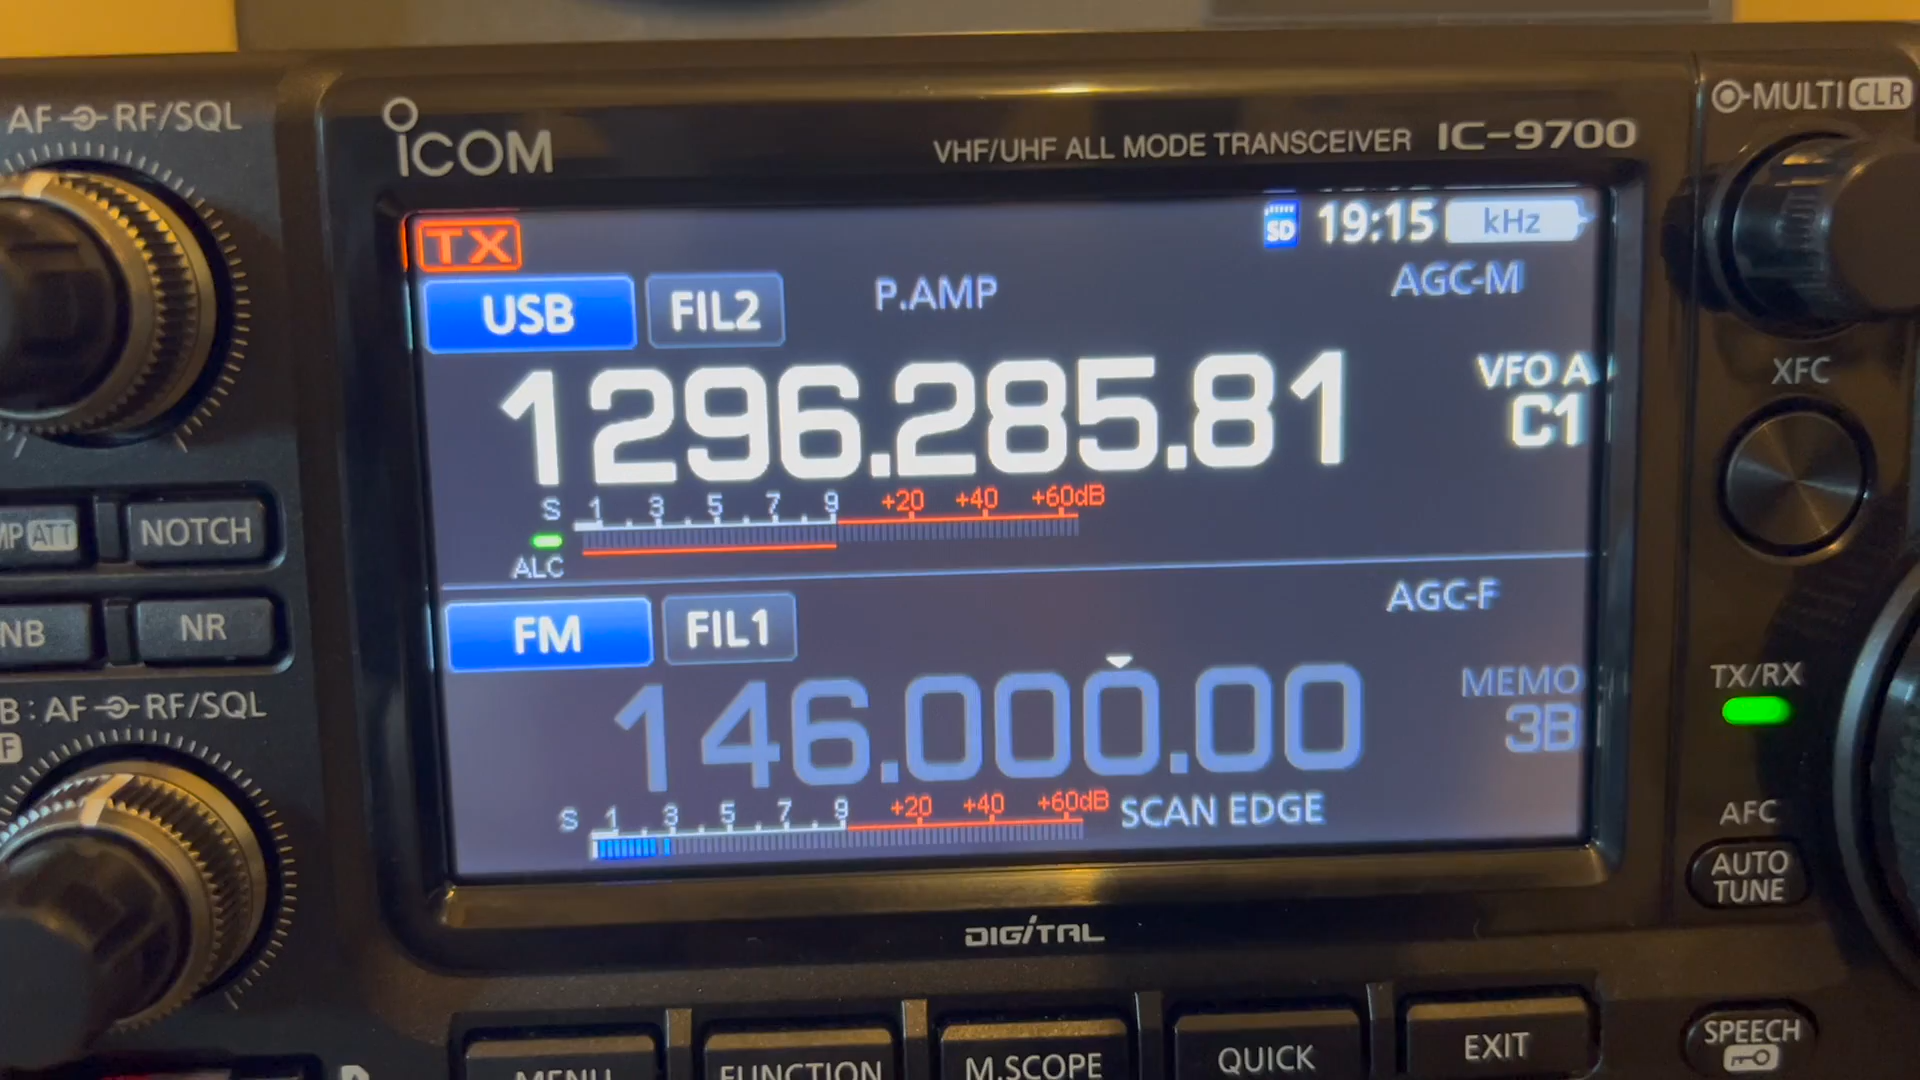 AF RF/SQL
ICOM
VHF/UHF ALL MODE TRANSCEIVER IC-9700
MULTI CLR
TX
SD 19:15 kHz
USB FIL2 P.AMP AGC-M
1296.285.81
VFO A
C1
XFC
S 1 3 5 7 9 +20 +40 +60dB
ALC
ATT NOTCH
NB NR
FM FIL1 AGC-F
146.000.00
MEMO
3B
TX/RX
S 1 3 5 7 9 +20 +40 +60dB SCAN EDGE
B: AF RF/SQL
AFC
AUTO
TUNE
DIGITAL
MENU FUNCTION M.SCOPE QUICK EXIT
SPEECH